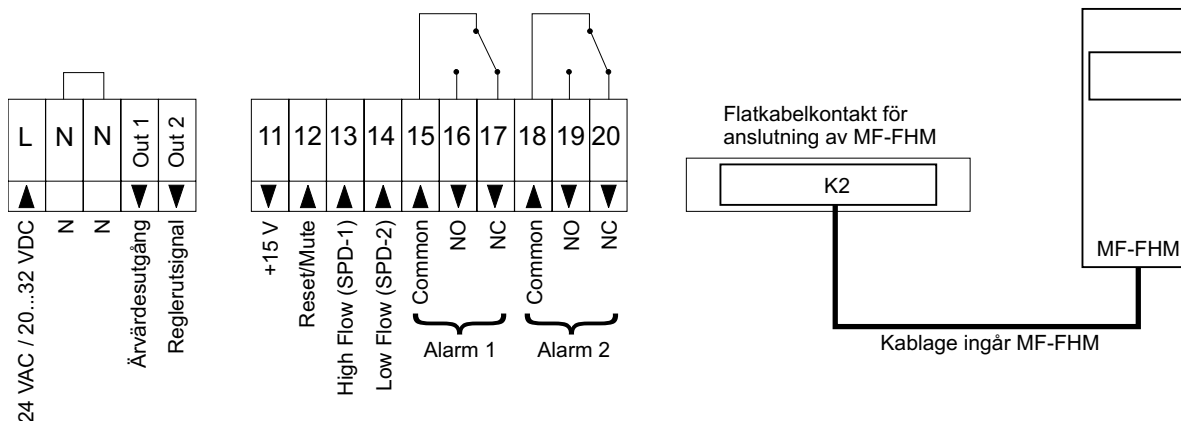 L N N Out 1 Out 2
24 VAC / 20...32 VDC
N
N
Ärvärdesutgång
Reglerutsignal
11 12 13 14 15 16 17 18 19 20
+15 V
Reset/Mute
High Flow (SPD-1)
Low Flow (SPD-2)
Common
NO
NC
Common
NO
NC
Alarm 1
Alarm 2
Flatkabelkontakt för
anslutning av MF-FHM
K2
MF-FHM
Kablage ingår MF-FHM